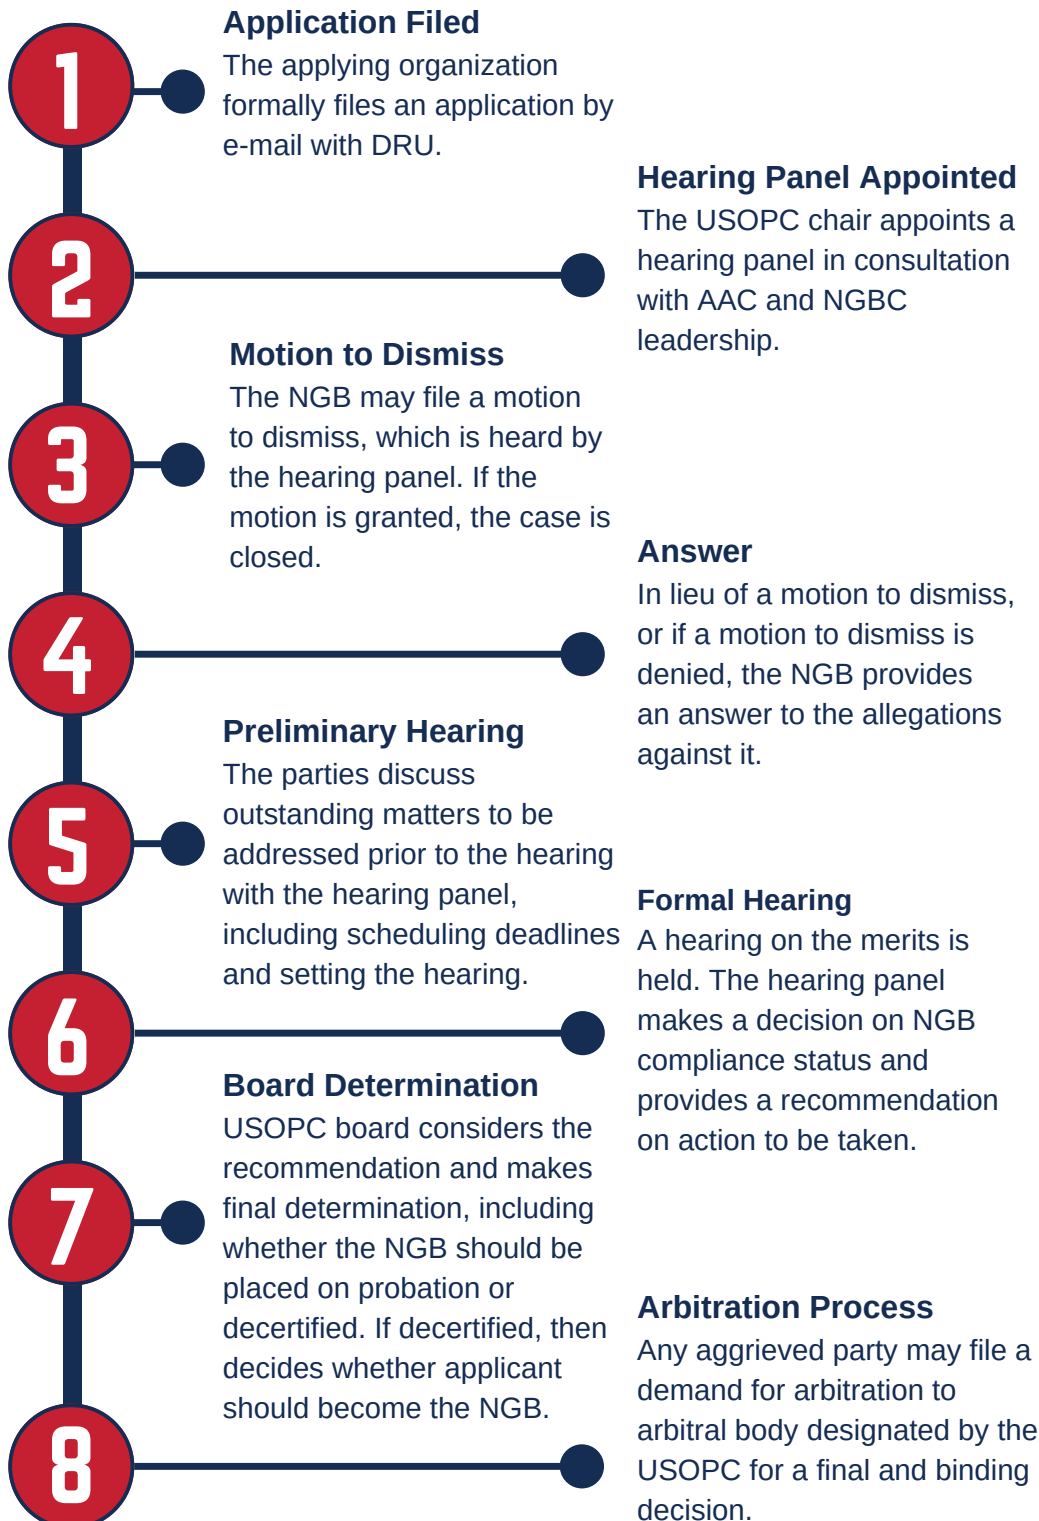 1
Application Filed
The applying organization
formally files an application by
e-mail with DRU.
2
Hearing Panel Appointed
The USOPC chair appoints a
hearing panel in consultation
with AAC and NGBC
leadership.
3
Motion to Dismiss
The NGB may file a motion
to dismiss, which is heard by
the hearing panel. If the
motion is granted, the case is
closed.
4
Answer
In lieu of a motion to dismiss,
or if a motion to dismiss is
denied, the NGB provides
an answer to the allegations
against it.
5
Preliminary Hearing
The parties discuss
outstanding matters to be
addressed prior to the hearing
with the hearing panel,
including scheduling deadlines
and setting the hearing.
6
Formal Hearing
A hearing on the merits is
held. The hearing panel
makes a decision on NGB
compliance status and
provides a recommendation
on action to be taken.
7
Board Determination
USOPC board considers the
recommendation and makes
final determination, including
whether the NGB should be
placed on probation or
decertified. If decertified, then
decides whether applicant
should become the NGB.
8
Arbitration Process
Any aggrieved party may file a
demand for arbitration to
arbitral body designated by the
USOPC for a final and binding
decision.